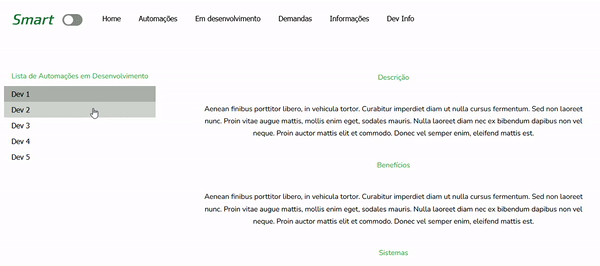 Smart
Home
Automações
Em desenvolvimento
Demandas
Informações
Dev Info
Lista de Automações em Desenvolvimento
Dev 1
Dev 2
Dev 3
Dev 4
Dev 5
Descrição
Aenean finibus porttitor libero, in vehicula tortor. Curabitur imperdiet diam ut nulla cursus fermentum. Sed non laoreet
nunc. Proin vitae augue mattis, mollis enim eget, sodales mauris. Nulla laoreet diam nec ex bibendum dapibus non vel
neque. Proin auctor mattis elit et commodo. Donec vel semper enim, eleifend mattis est.
Benefícios
Aenean finibus porttitor libero, in vehicula tortor. Curabitur imperdiet diam ut nulla cursus fermentum. Sed non laoreet
nunc. Proin vitae augue mattis, mollis enim eget, sodales mauris. Nulla laoreet diam nec ex bibendum dapibus non vel
neque. Proin auctor mattis elit et commodo. Donec vel semper enim, eleifend mattis est.
Sistemas